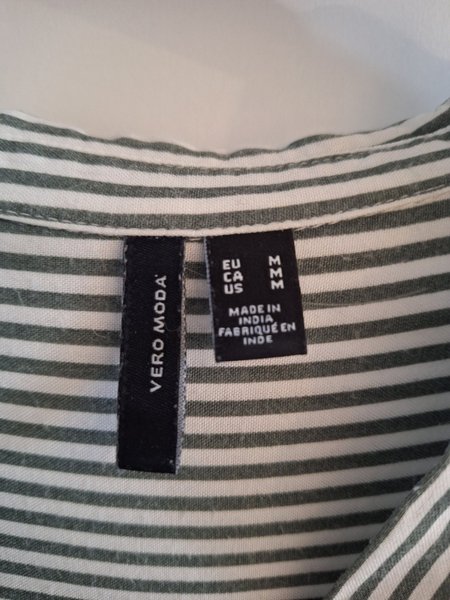 VERO MODA
EU M
CA M
US M
MADE IN
INDIA
FABRIQUÉ EN
INDE